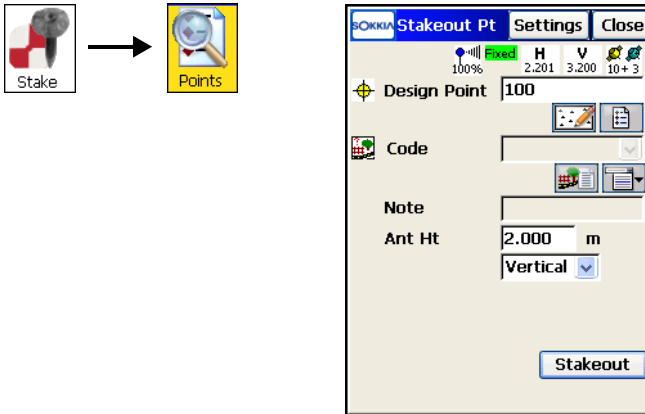 Stake
Points
SOKKIA Stakeout Pt Settings Close
Fixed H V
100% 2.201 3.200 10+3
Design Point 100
Code
Note
Ant Ht 2.000 m
Vertical
Stakeout